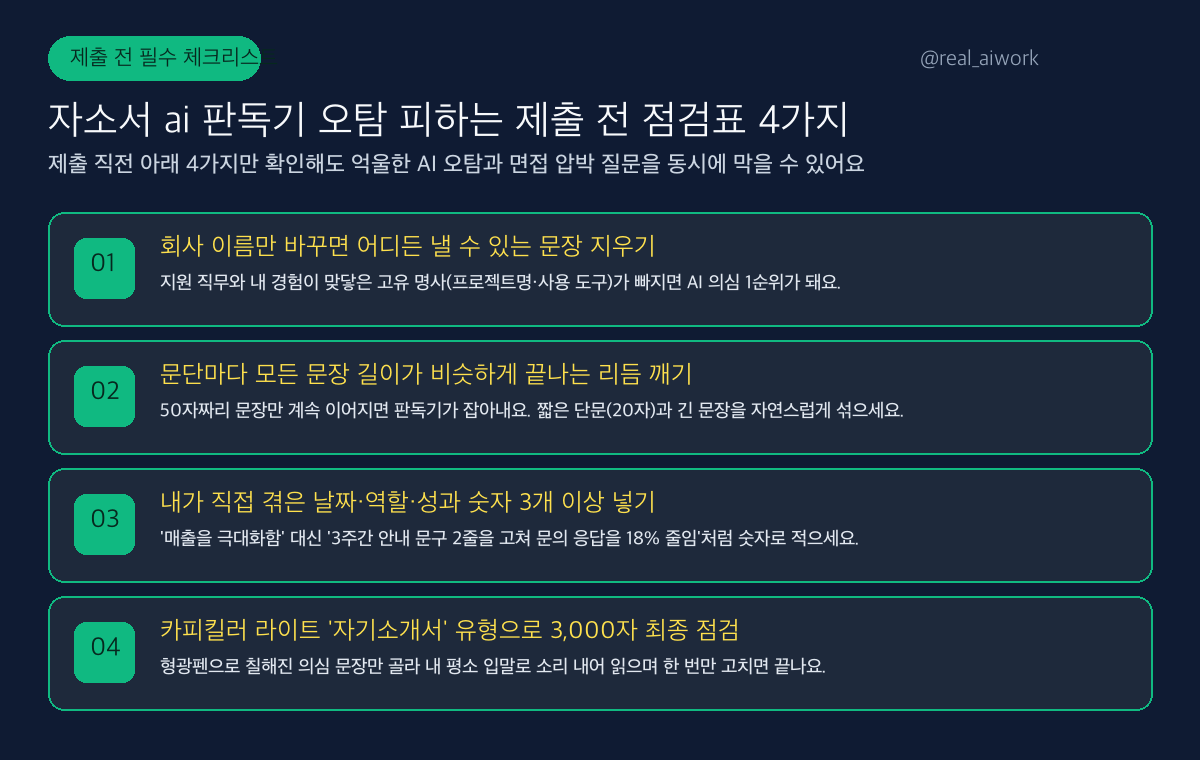 제출 전 필수 체크리스트
@real_aiwork
자소서 ai 판독기 오탐 피하는 제출 전 점검표 4가지
제출 직전 아래 4가지만 확인해도 억울한 AI 오탐과 면접 압박 질문을 동시에 막을 수 있어요
01
회사 이름만 바꾸면 어디든 낼 수 있는 문장 지우기
지원 직무와 내 경험이 맞닿은 고유 명사(프로젝트명·사용 도구)가 빠지면 AI 의심 1순위가 돼요.
02
문단마다 모든 문장 길이가 비슷하게 끝나는 리듬 깨기
50자짜리 문장만 계속 이어지면 판독기가 잡아내요. 짧은 단문(20자)과 긴 문장을 자연스럽게 섞으세요.
03
내가 직접 겪은 날짜·역할·성과 숫자 3개 이상 넣기
'매출을 극대화함' 대신 '3주간 안내 문구 2줄을 고쳐 문의 응답을 18% 줄임'처럼 숫자로 적으세요.
04
카피킬러 라이트 '자기소개서' 유형으로 3,000자 최종 점검
형광펜으로 칠해진 의심 문장만 골라 내 평소 입말로 소리 내어 읽으며 한 번만 고치면 끝나요.